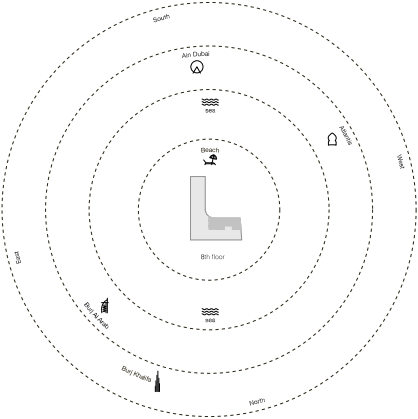 South
Ain Dubai
sea
Atlantis
Beach
West
8th floor
East
Burj Al Arab
sea
Burj Khalifa
North